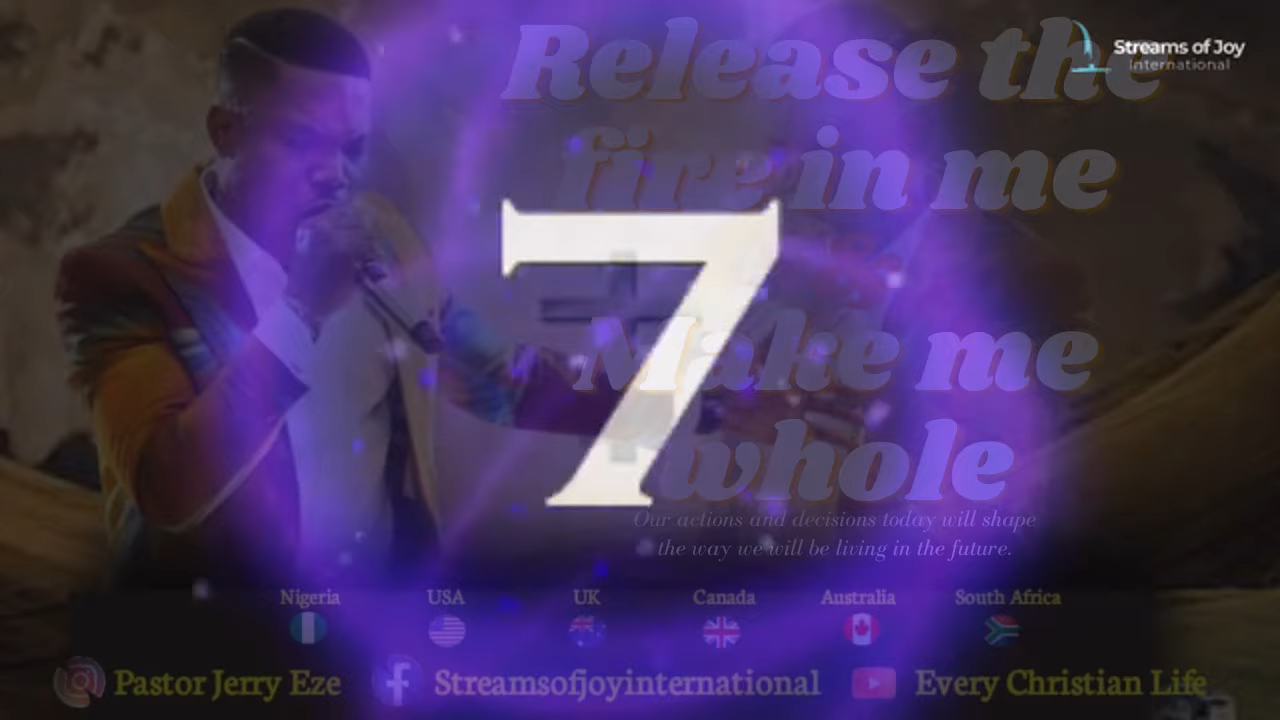 Release the
Streams of Joy
International
fire in me
7
Make me
whole
Our actions and decisions today will shape
the way we will be living in the future.
Nigeria USA UK Canada Australia South Africa
Pastor Jerry Eze Streamsofjoyinternational Every Christian Life